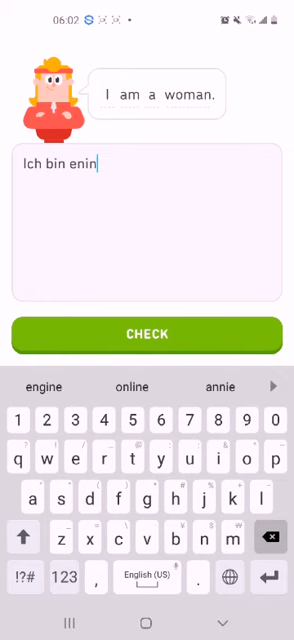 06:02
I am a woman.
Ich bin enin
CHECK
engine online annie
1 2 3 4 5 6 7 8 9 0
q w e r t y u i o p
a s d f g h j k l
z x c v b n m
!?# 123 , English (US) .